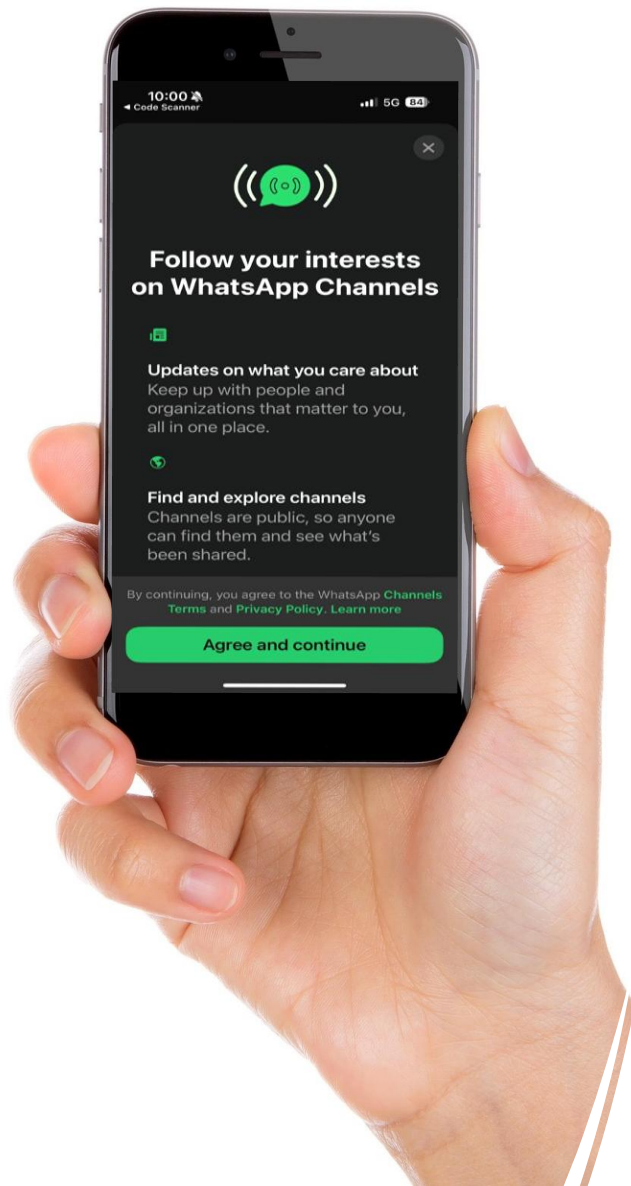 10:00
◄ Code Scanner
5G 84
Follow your interests
on WhatsApp Channels
Updates on what you care about
Keep up with people and
organizations that matter to you,
all in one place.
Find and explore channels
Channels are public, so anyone
can find them and see what's
been shared.
By continuing, you agree to the WhatsApp Channels
Terms and Privacy Policy. Learn more
Agree and continue